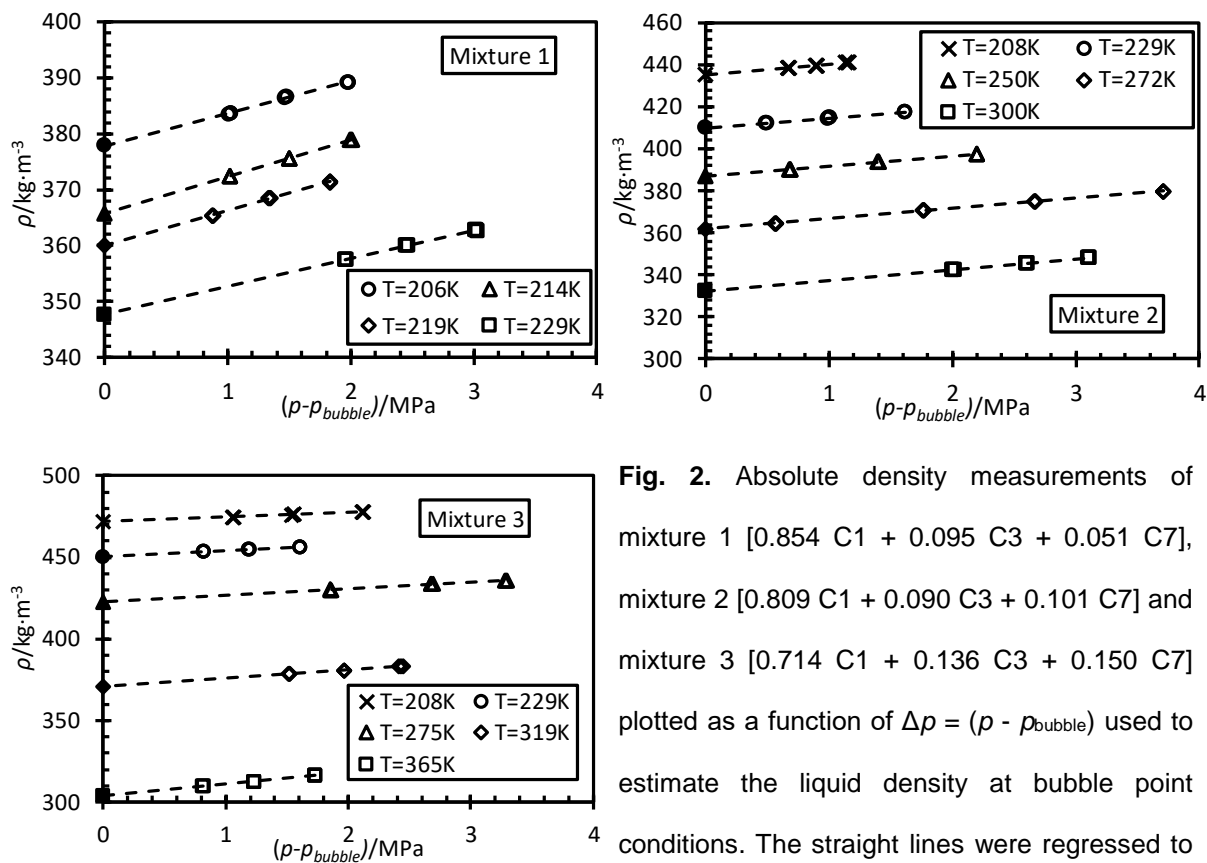 400
390
380
370
360
350
340
ρ/kg·m-3
Mixture 1
T=206K T=214K
T=219K T=229K
0 1 2 3 4
(p-pbubble)/MPa
460
440
420
400
380
360
340
320
300
ρ/kg·m-3
T=208K T=229K
T=250K T=272K
T=300K
Mixture 2
0 1 2 3 4
(p-pbubble)/MPa
500
450
400
350
300
ρ/kg·m-3
Mixture 3
T=208K T=229K
T=275K T=319K
T=365K
0 1 2 3 4
(p-pbubble)/MPa
Fig. 2. Absolute density measurements of
mixture 1 [0.854 C1 + 0.095 C3 + 0.051 C7],
mixture 2 [0.809 C1 + 0.090 C3 + 0.101 C7] and
mixture 3 [0.714 C1 + 0.136 C3 + 0.150 C7]
plotted as a function of Δp = (p - pbubble) used to
estimate the liquid density at bubble point
conditions. The straight lines were regressed to